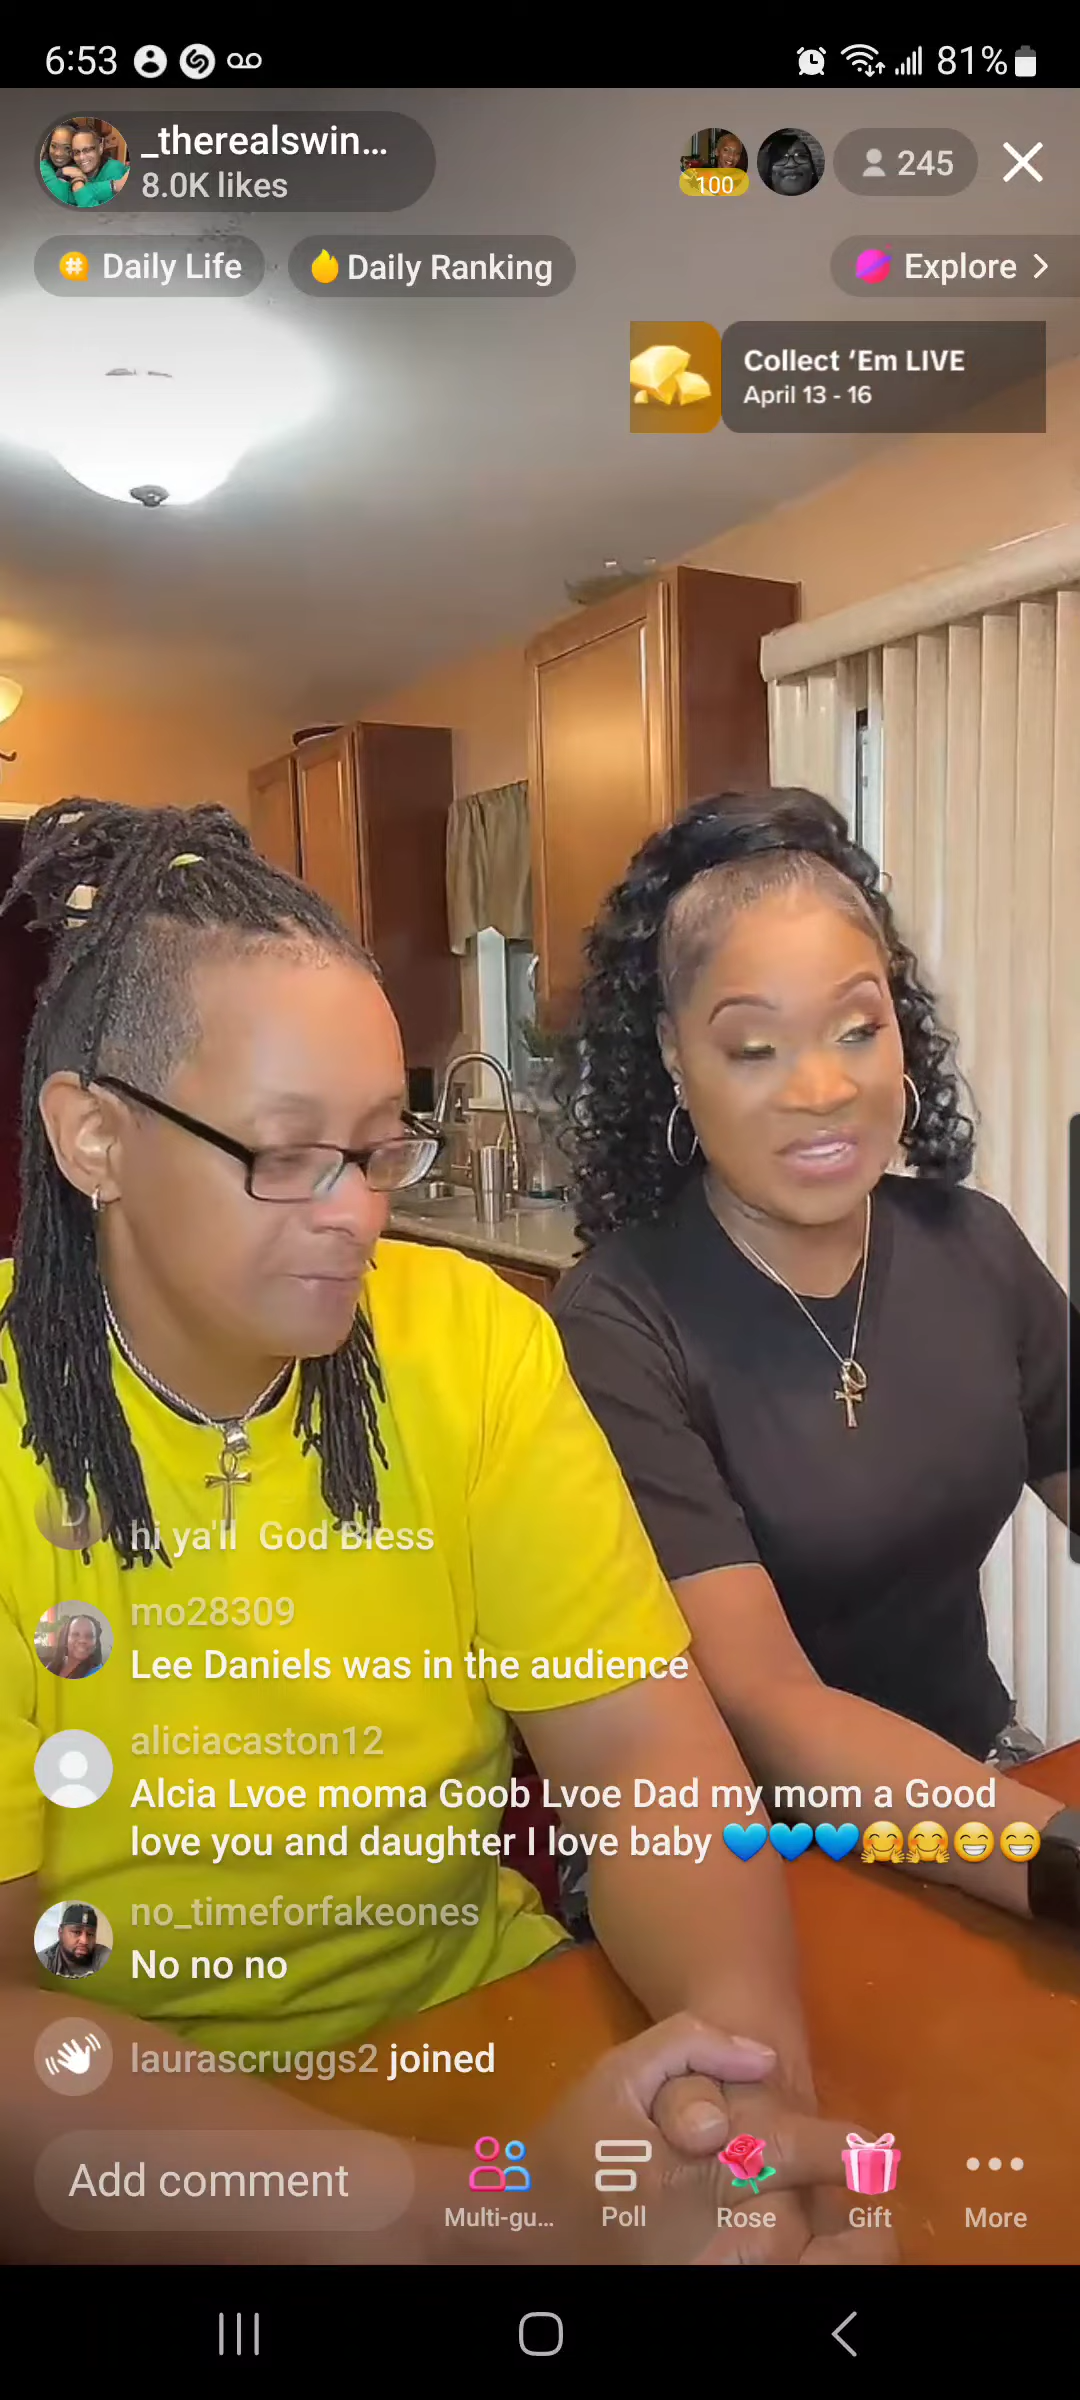 6:53
81%
_therealswin...
8.0K likes
100
245
Daily Life
Daily Ranking
Explore >
Collect ‘Em LIVE
April 13 - 16
D
hi ya'll  God Bless
mo28309
Lee Daniels was in the audience
aliciacaston12
Alcia Lvoe moma Goob Lvoe Dad my mom a Good
love you and daughter I love baby 💙💙💙🤗🤗😁😁
no_timeforfakeones
No no no
laurascruggs2 joined
Add comment
Multi-gu...
Poll
Rose
Gift
More